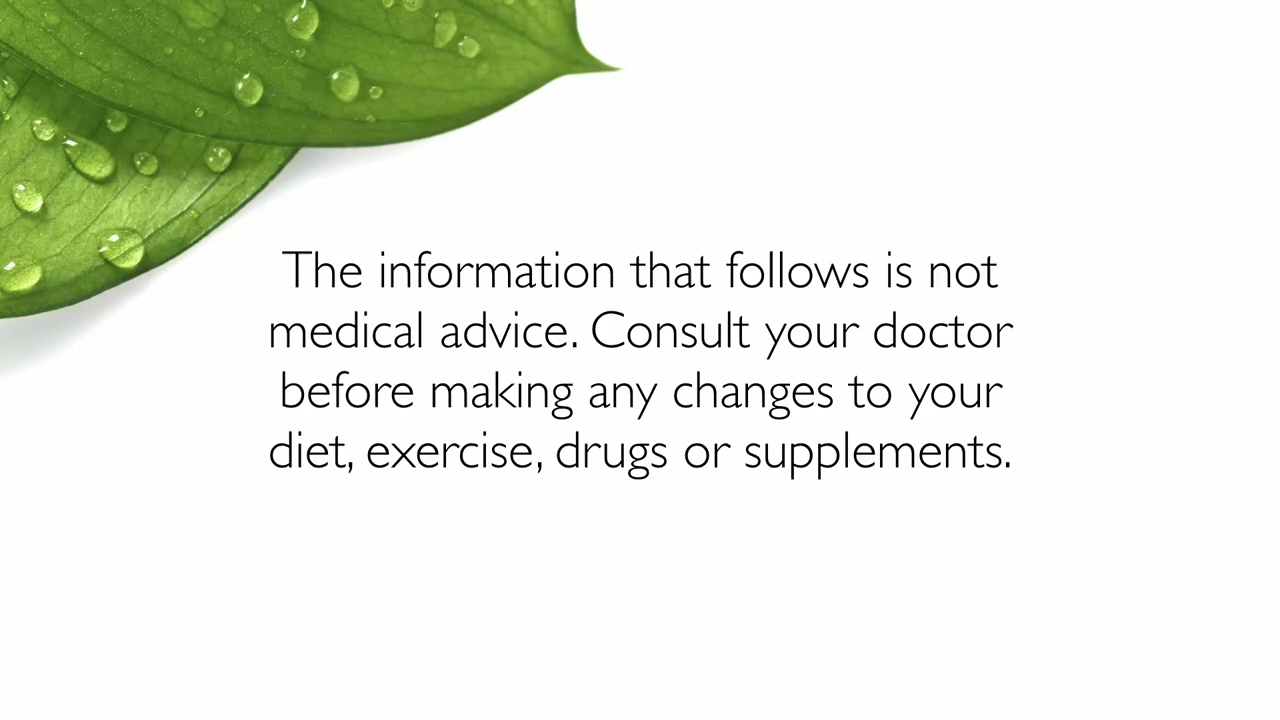 The information that follows is not
medical advice. Consult your doctor
before making any changes to your
diet, exercise, drugs or supplements.